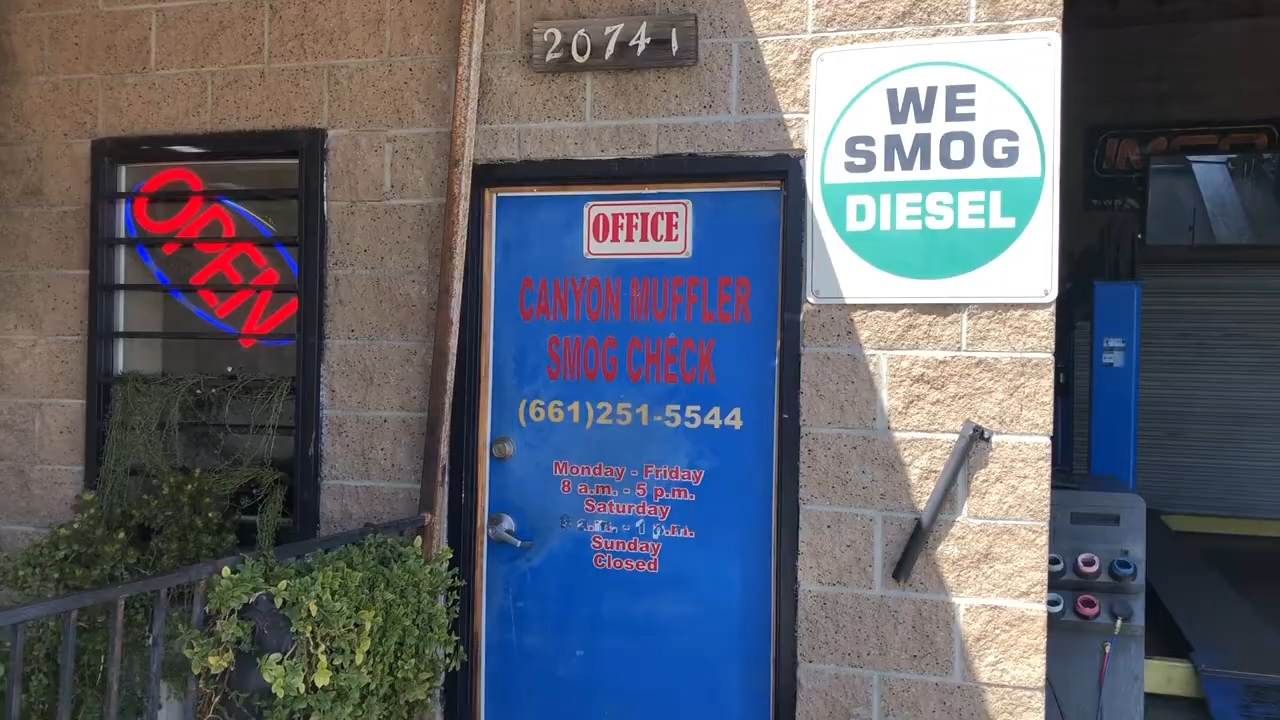 20741
OPEN
WE
SMOG
DIESEL
OFFICE
CANYON MUFFLER
SMOG CHECK
(661)251-5544
Monday - Friday
8 a.m. - 5 p.m.
Saturday
a.m. - 1 p.m.
Sunday
Closed